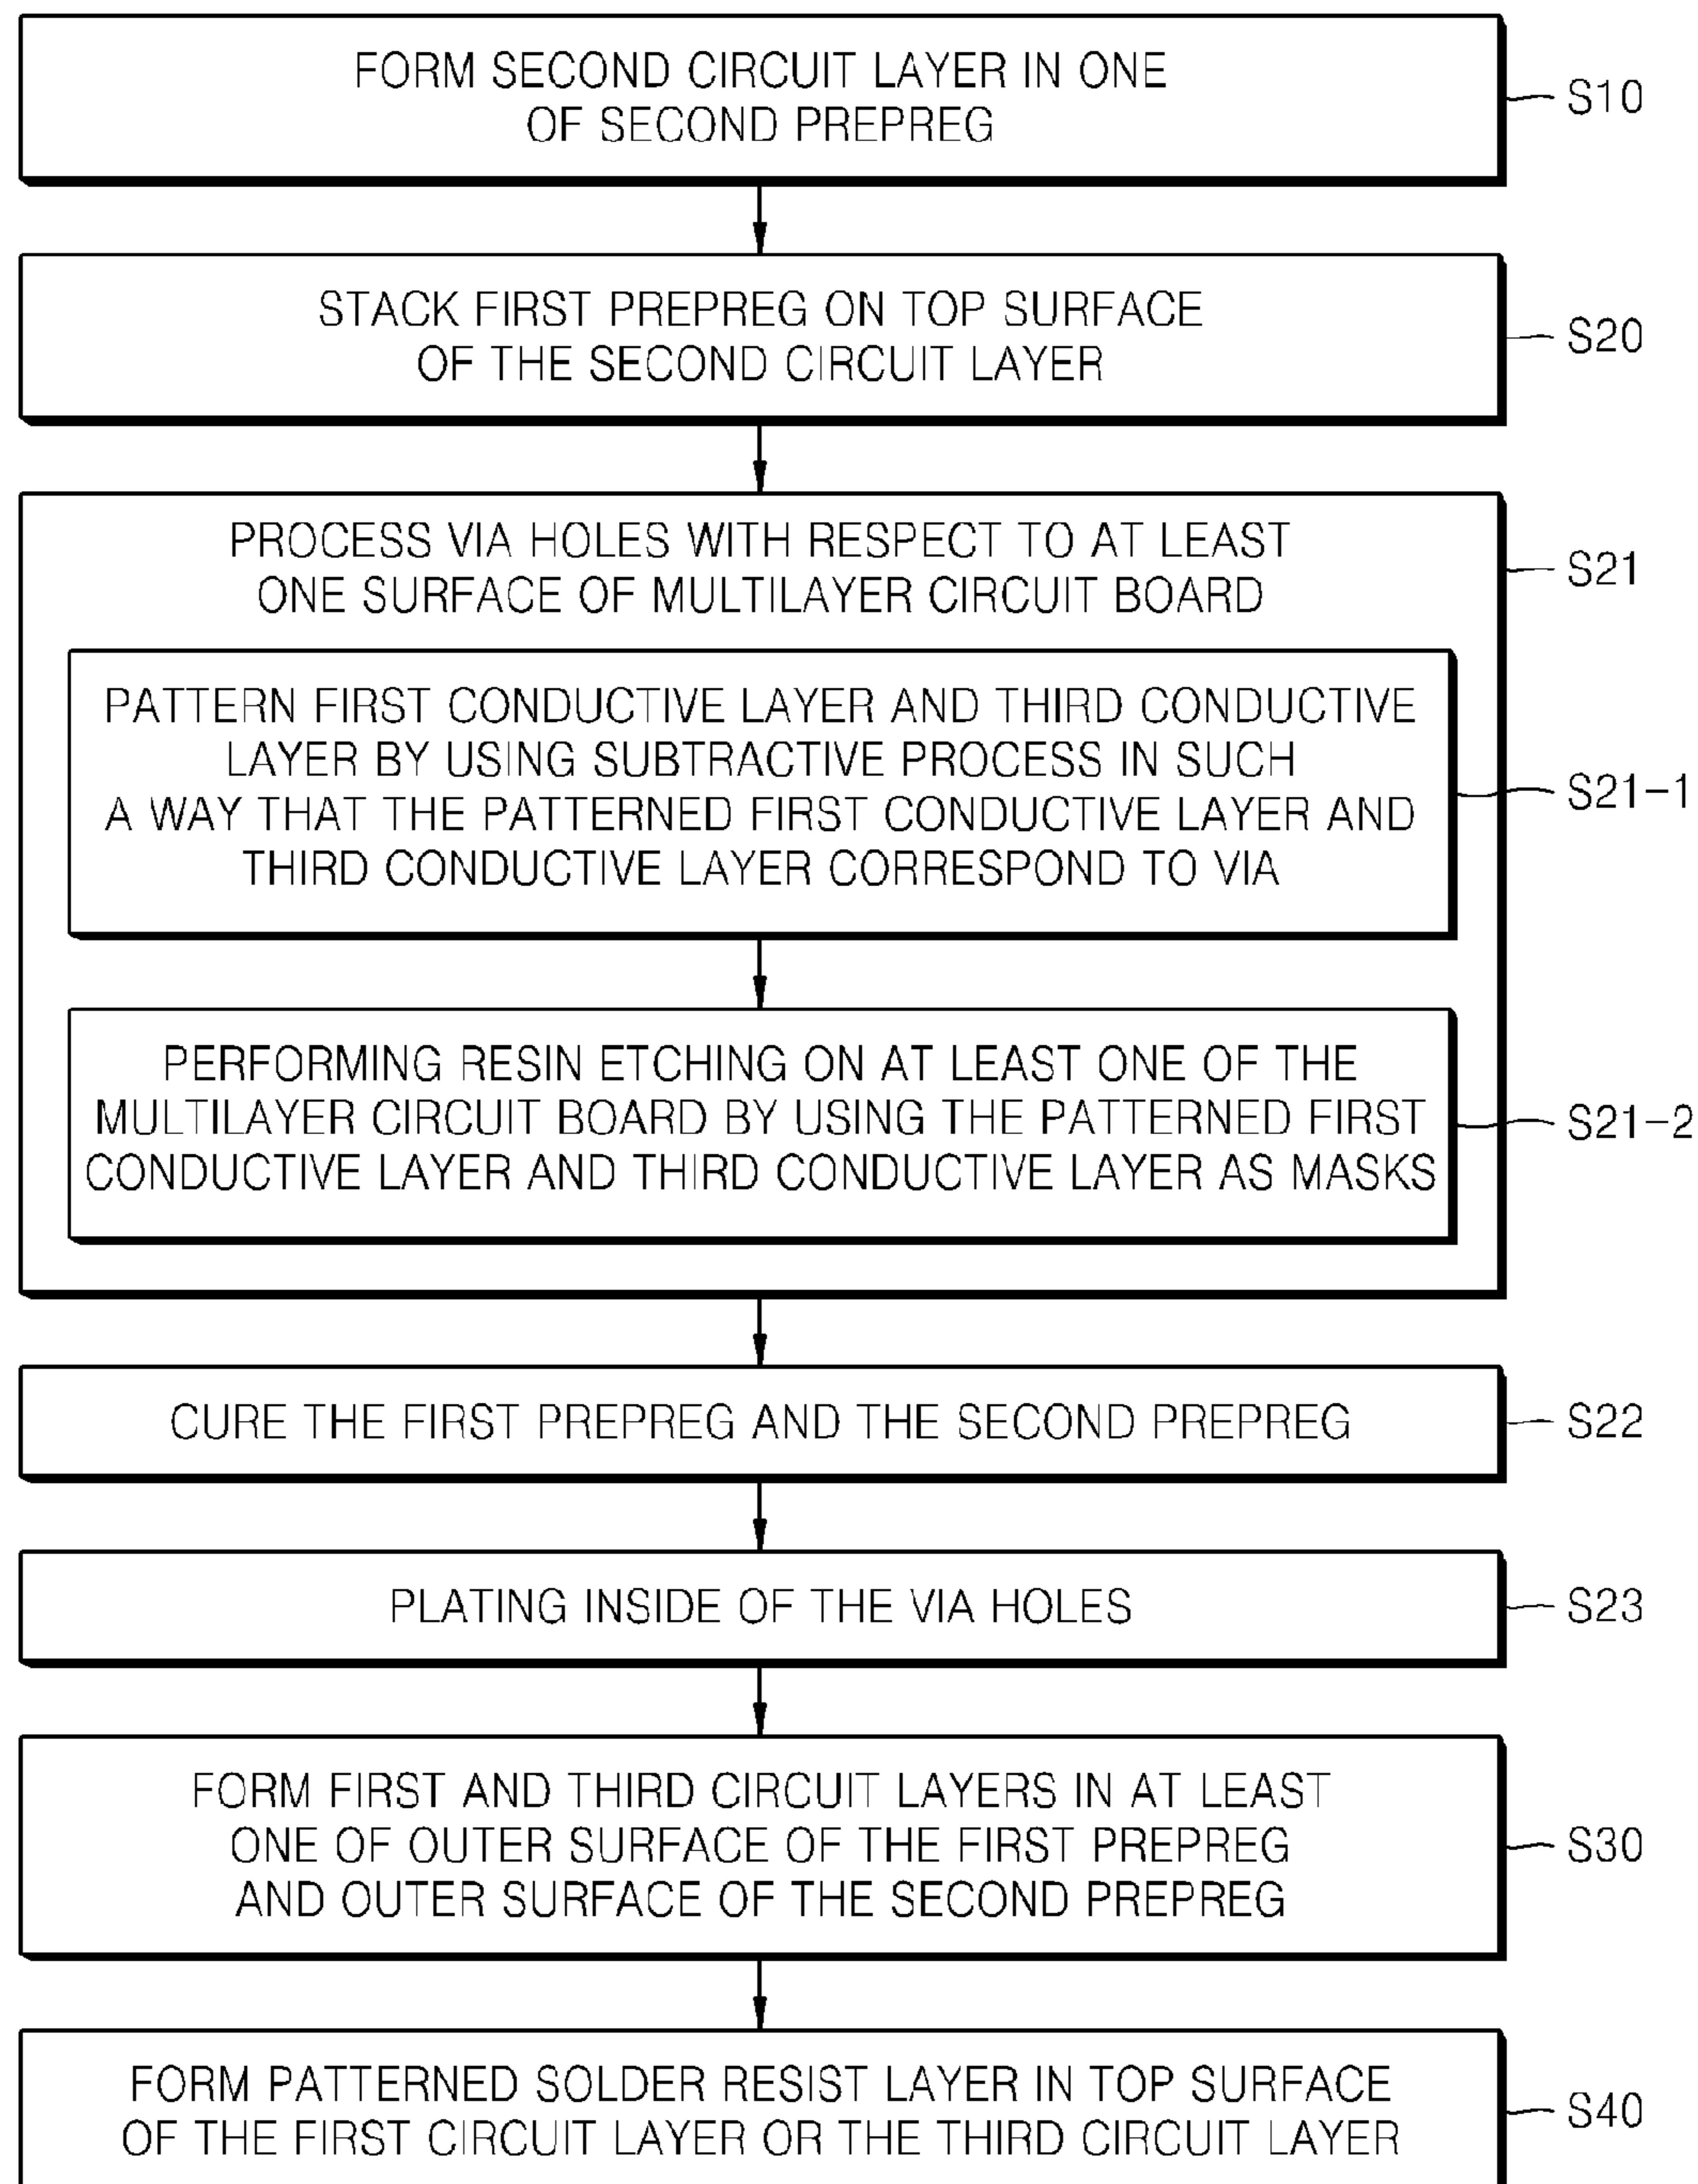 FORM SECOND CIRCUIT LAYER IN ONE
OF SECOND PREPREG
S10
STACK FIRST PREPREG ON TOP SURFACE
OF THE SECOND CIRCUIT LAYER
S20
PROCESS VIA HOLES WITH RESPECT TO AT LEAST
ONE SURFACE OF MULTILAYER CIRCUIT BOARD
S21
PATTERN FIRST CONDUCTIVE LAYER AND THIRD CONDUCTIVE
LAYER BY USING SUBTRACTIVE PROCESS IN SUCH
A WAY THAT THE PATTERNED FIRST CONDUCTIVE LAYER AND
THIRD CONDUCTIVE LAYER CORRESPOND TO VIA
S21-1
PERFORMING RESIN ETCHING ON AT LEAST ONE OF THE
MULTILAYER CIRCUIT BOARD BY USING THE PATTERNED FIRST
CONDUCTIVE LAYER AND THIRD CONDUCTIVE LAYER AS MASKS
S21-2
CURE THE FIRST PREPREG AND THE SECOND PREPREG
S22
PLATING INSIDE OF THE VIA HOLES
S23
FORM FIRST AND THIRD CIRCUIT LAYERS IN AT LEAST
ONE OF OUTER SURFACE OF THE FIRST PREPREG
AND OUTER SURFACE OF THE SECOND PREPREG
S30
FORM PATTERNED SOLDER RESIST LAYER IN TOP SURFACE
OF THE FIRST CIRCUIT LAYER OR THE THIRD CIRCUIT LAYER
S40